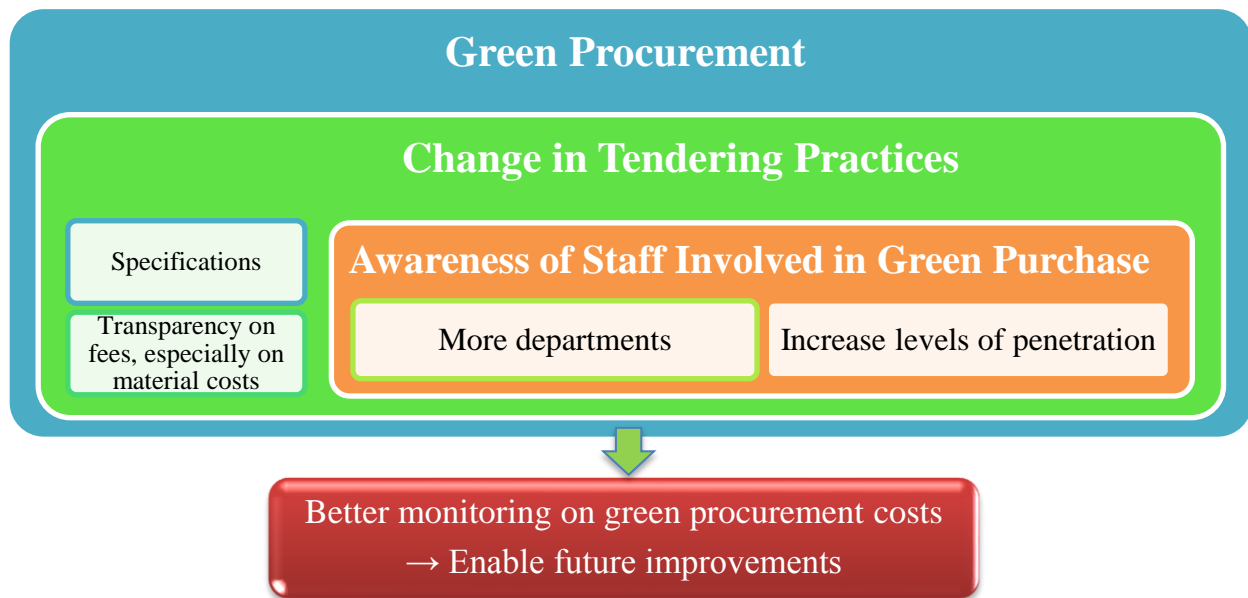 Green Procurement
Change in Tendering Practices
Specifications
Transparency on
fees, especially on
material costs
Awareness of Staff Involved in Green Purchase
More departments
Increase levels of penetration
Better monitoring on green procurement costs
→ Enable future improvements